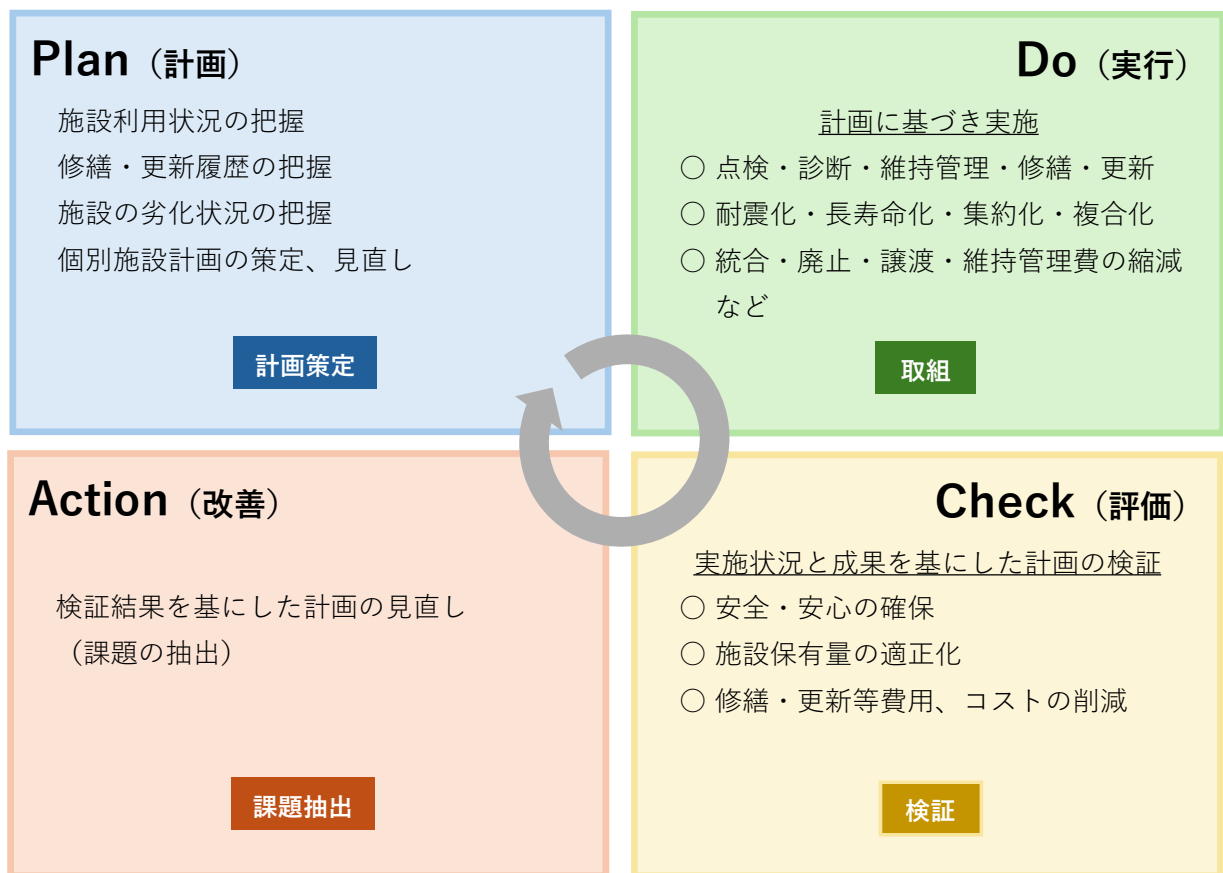 Plan（計画）
施設利用状況の把握
修繕・更新履歴の把握
施設の劣化状況の把握
個別施設計画の策定、見直し
計画策定
Do（実行）
計画に基づき実施
○ 点検・診断・維持管理・修繕・更新
○ 耐震化・長寿命化・集約化・複合化
○ 統合・廃止・譲渡・維持管理費の縮減
など
取組
Action（改善）
検証結果を基にした計画の見直し
（課題の抽出）
課題抽出
Check（評価）
実施状況と成果を基にした計画の検証
○ 安全・安心の確保
○ 施設保有量の適正化
○ 修繕・更新等費用、コストの削減
検証